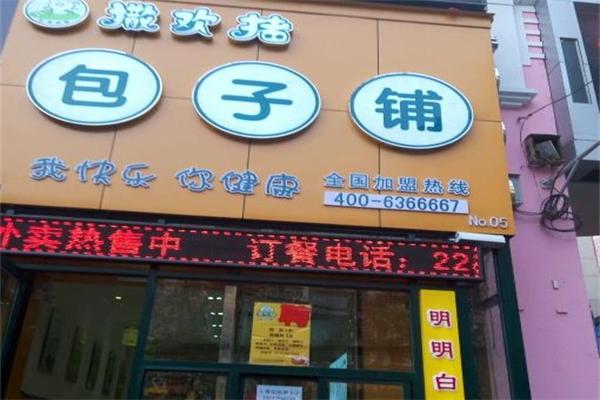 撒欢猪
包子铺
我快乐 你健康
全国加盟热线
400-6366667
No.05
外卖热售中 订餐电话：22
明明白